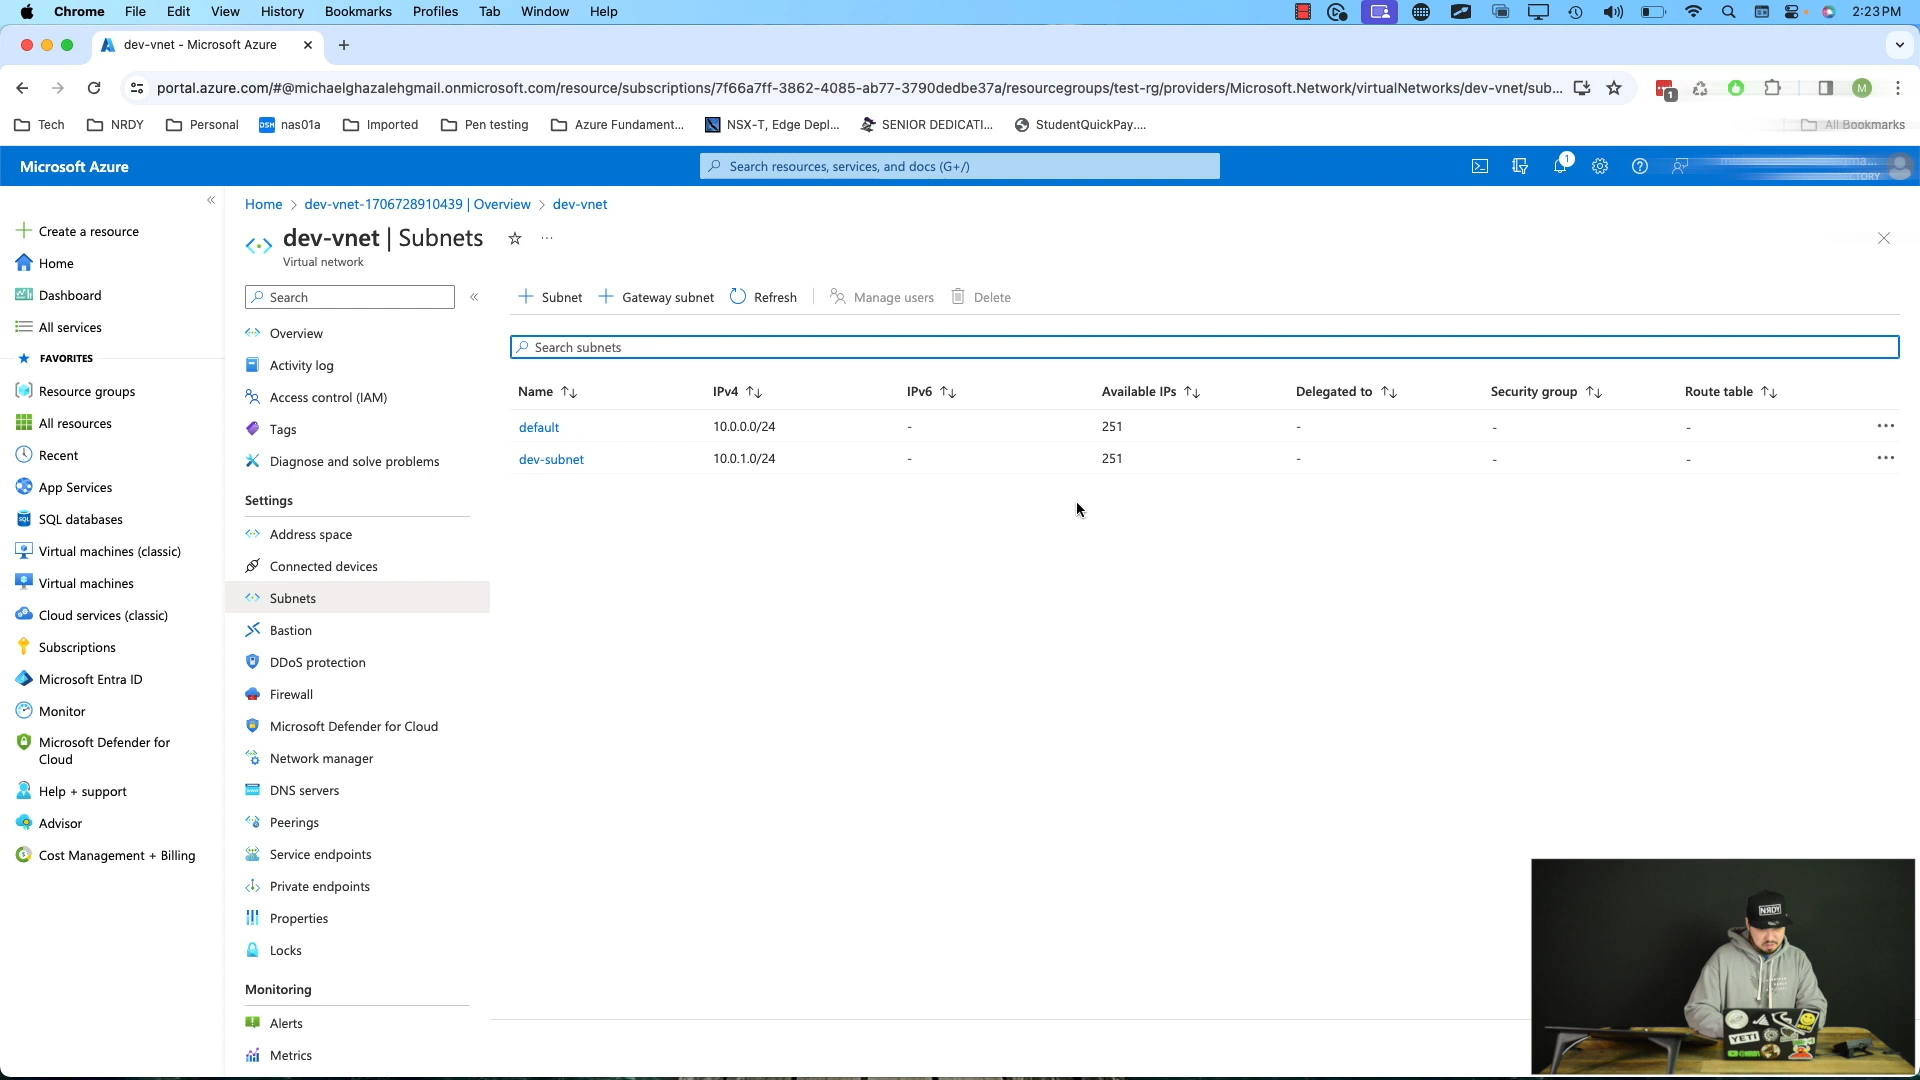 Chrome File Edit View History Bookmarks Profiles Tab Window Help 2:23 PM
dev-vnet - Microsoft Azure
portal.azure.com/#@michaelghazalehgmail.onmicrosoft.com/resource/subscriptions/7f66a7ff-3862-4085-ab77-3790dedbe37a/resourcegroups/test-rg/providers/Microsoft.Network/virtualNetworks/dev-vnet/sub... 1 M
Tech NRDY Personal nas01a Imported Pen testing Azure Fundament... NSX-T, Edge Depl... SENIOR DEDICATI... StudentQuickPay.... All Bookmarks
Microsoft Azure Search resources, services, and docs (G+/) 1
Home > dev-vnet-1706728910439 | Overview > dev-vnet
dev-vnet | Subnets
Virtual network
Create a resource
Home
Dashboard
All services
FAVORITES
Resource groups
All resources
Recent
App Services
SQL databases
Virtual machines (classic)
Virtual machines
Cloud services (classic)
Subscriptions
Microsoft Entra ID
Monitor
Microsoft Defender for
Cloud
Help + support
Advisor
Cost Management + Billing
Search
Overview
Activity log
Access control (IAM)
Tags
Diagnose and solve problems
Settings
Address space
Connected devices
Subnets
Bastion
DDoS protection
Firewall
Microsoft Defender for Cloud
Network manager
DNS servers
Peerings
Service endpoints
Private endpoints
Properties
Locks
Monitoring
Alerts
Metrics
Subnet Gateway subnet Refresh Manage users Delete
Search subnets
Name IPv4 IPv6 Available IPs Delegated to Security group Route table
default 10.0.0.0/24 - 251 - - -
dev-subnet 10.0.1.0/24 - 251 - - -
NRDY
YETI